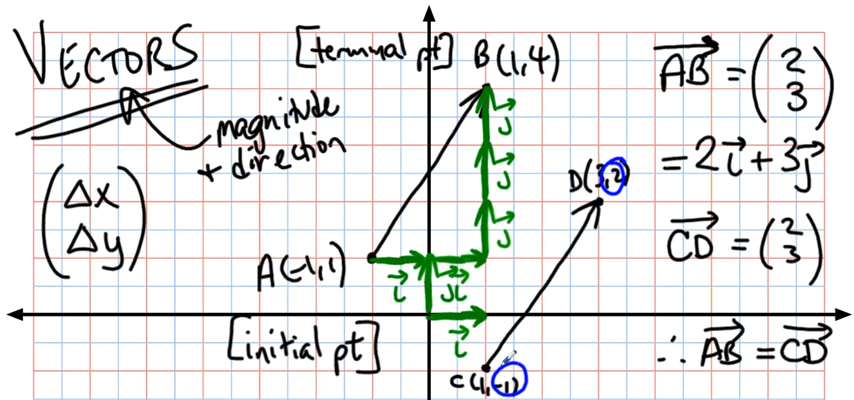 VECTORS
magnitude
+ direction
(Δx
Δy)
[terminal pt]
B(1,4)
A(-1,1)
[initial pt]
D(3,2)
C(1,-1)
i
j i
i
j
j
j
AB = (2
3)
= 2i + 3j
CD = (2
3)
∴ AB = CD